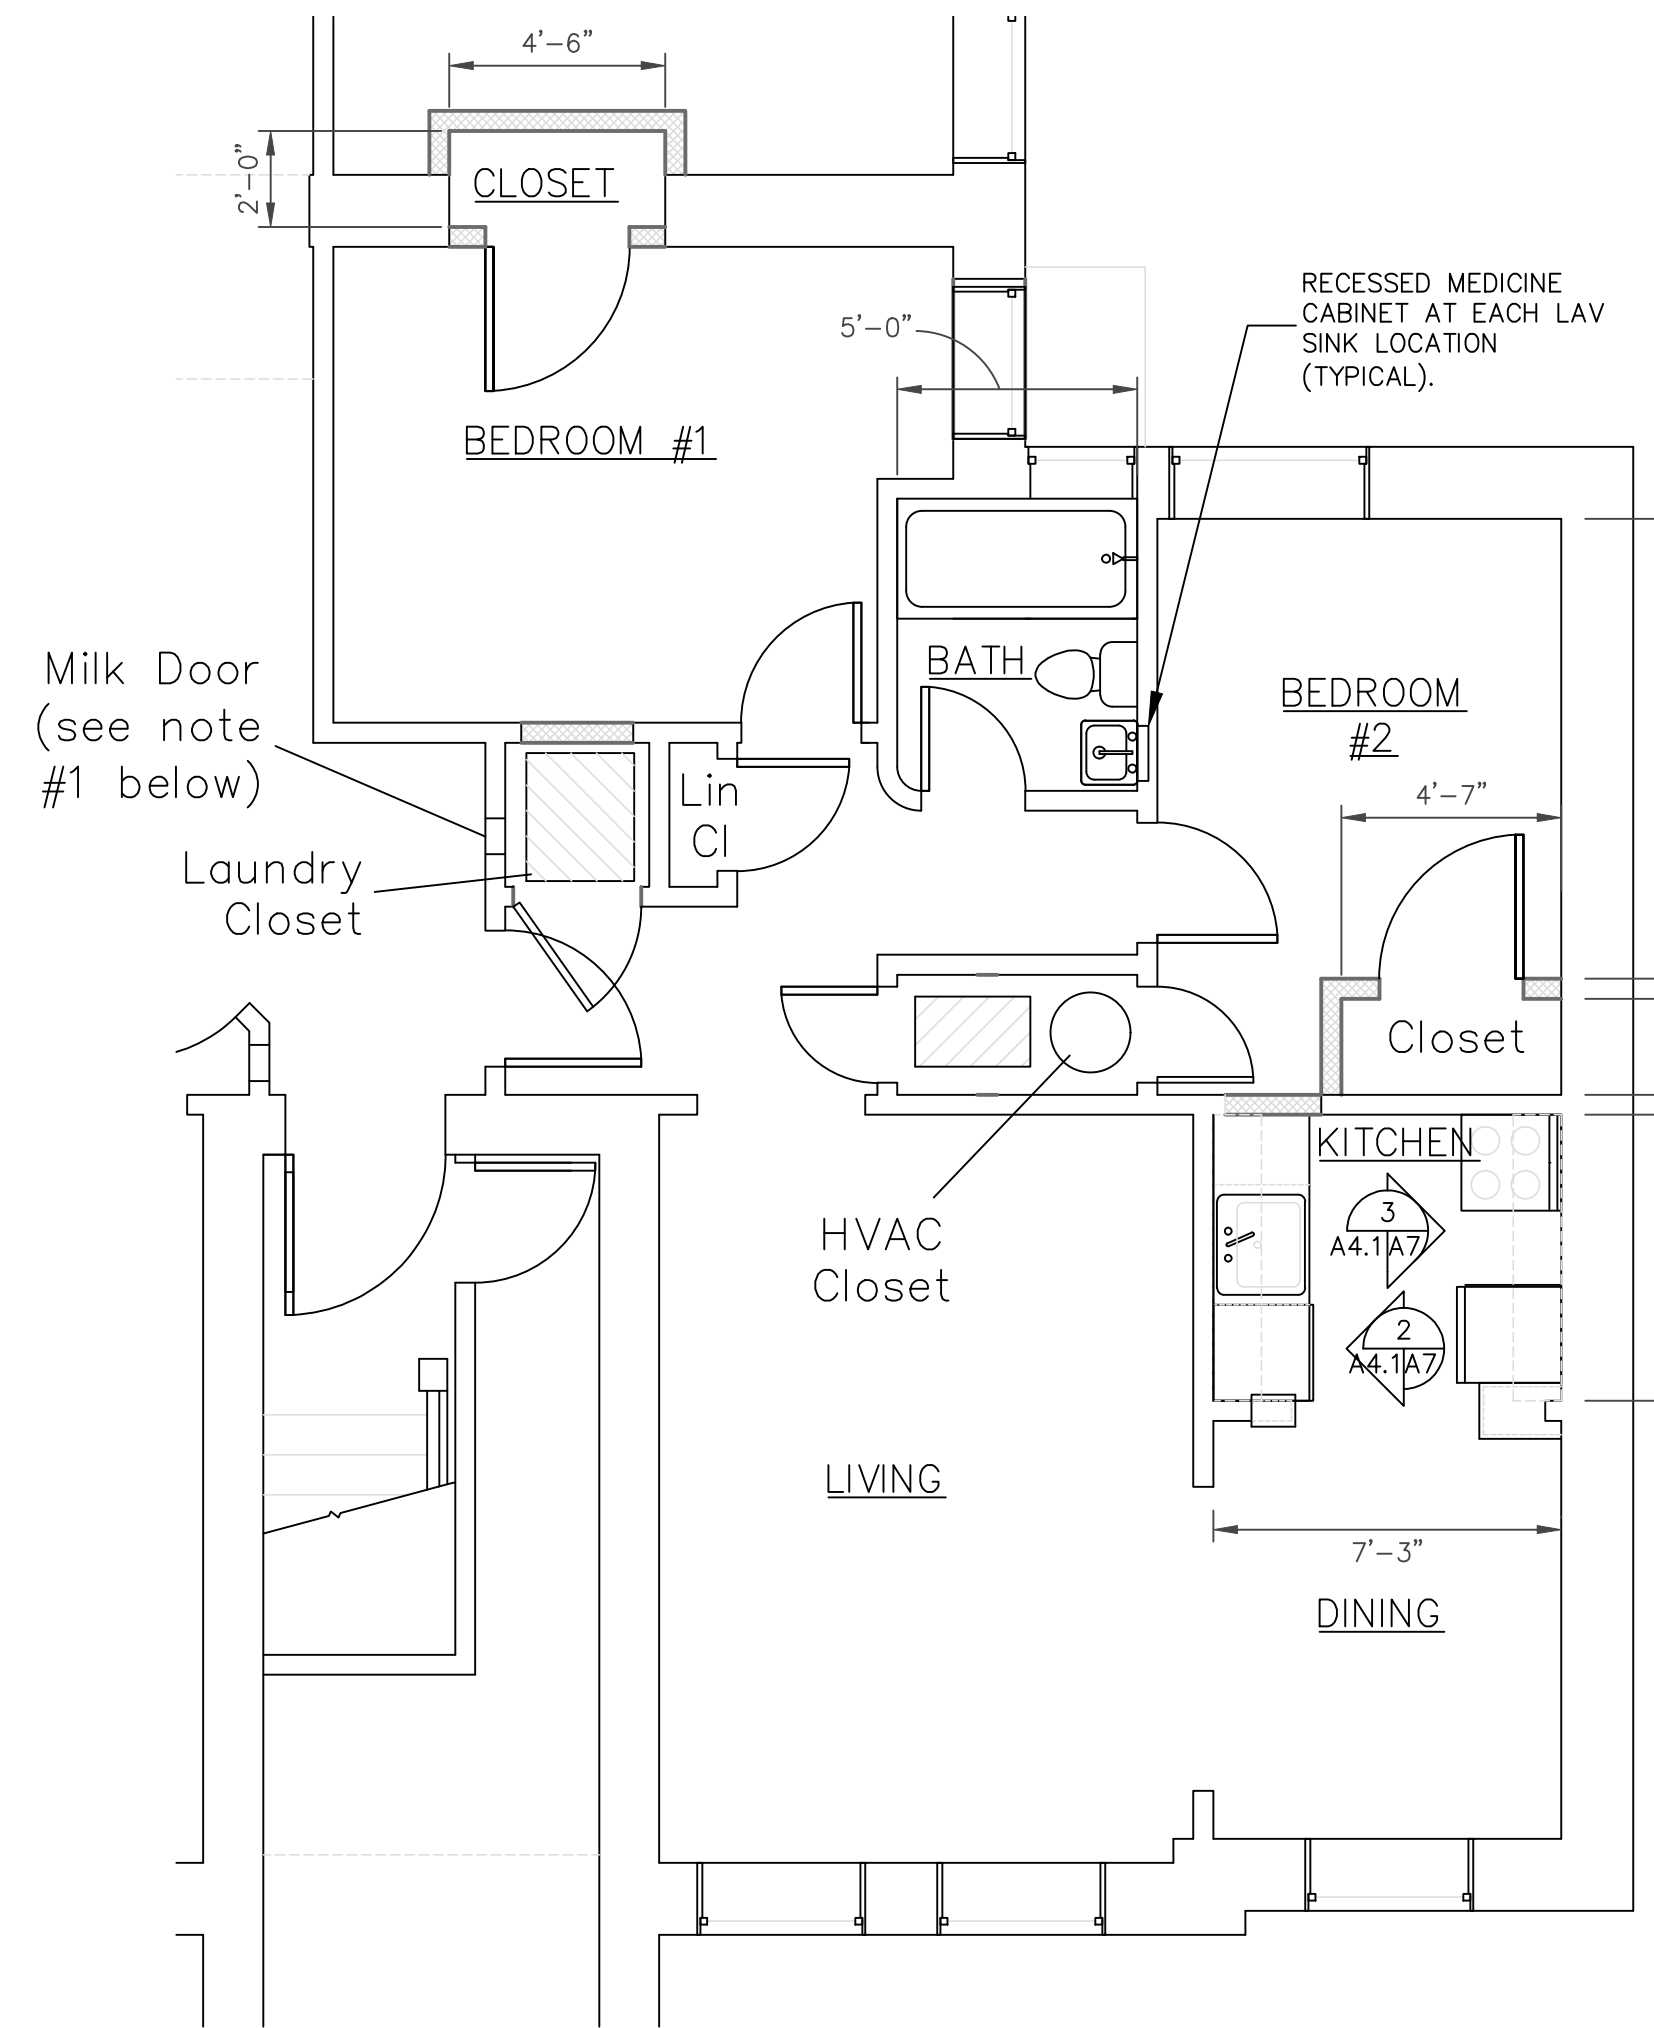 4'-6"
2'-0"
CLOSET
RECESSED MEDICINE
CABINET AT EACH LAV
SINK LOCATION
(TYPICAL).
5'-0"
BEDROOM #1
Milk Door
(see note
#1 below)
BATH
BEDROOM
#2
Lin
Cl
4'-7"
Laundry
Closet
Closet
KITCHEN
3
A4.1 A7
HVAC
Closet
2
A4.1 A7
LIVING
7'-3"
DINING